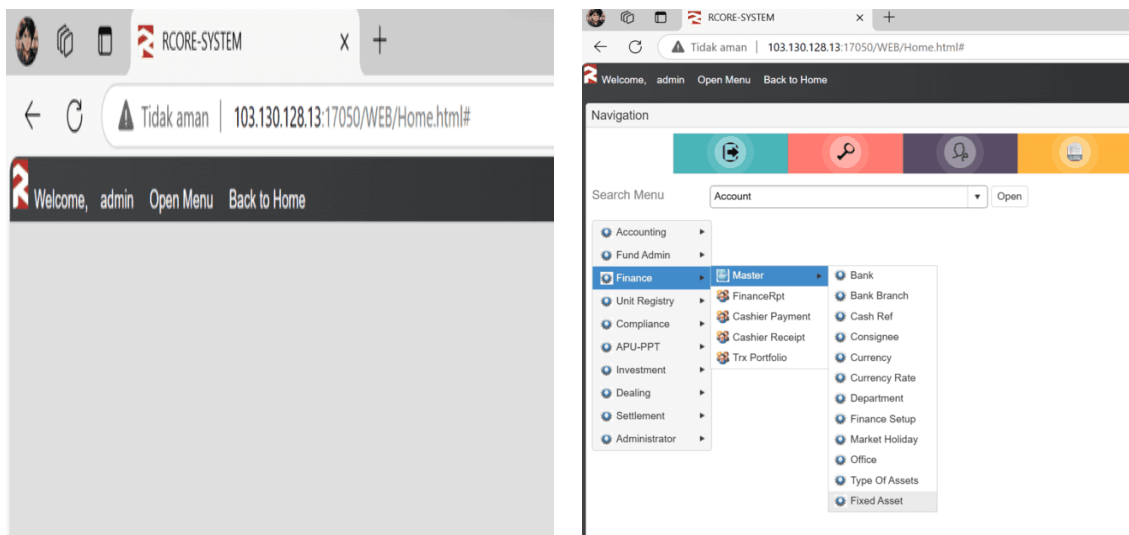 RCORE-SYSTEM
Tidak aman | 103.130.128.13:17050/WEB/Home.html#
Welcome, admin Open Menu Back to Home
RCORE-SYSTEM
Tidak aman | 103.130.128.13:17050/WEB/Home.html#
Welcome, admin Open Menu Back to Home
Navigation
Search Menu Account Open
Accounting
Fund Admin
Finance
Unit Registry
Compliance
APU-PPT
Investment
Dealing
Settlement
Administrator
Master
FinanceRpt
Cashier Payment
Cashier Receipt
Trx Portfolio
Bank
Bank Branch
Cash Ref
Consignee
Currency
Currency Rate
Department
Finance Setup
Market Holiday
Office
Type Of Assets
Fixed Asset